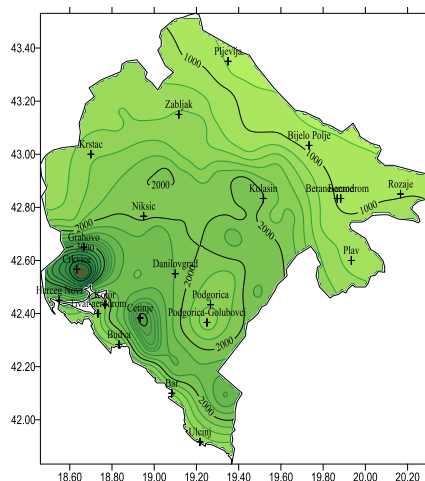 43.40
43.20
43.00
42.80
42.60
42.40
42.20
42.00
Pljevlja
1000
Zabljak
Bijelo Polje
1000
Krstac
2000
Kolasin
Rozaje
1000
Niksic
2000
Grahovo
Crkvice
Danilovgrad
2000
Plav
Herceg Novi
Podgorica
Podgorica-Golubovci
Cetinje
2000
Budva
Bar
2000
Ulcinj
18.60 18.80 19.00 19.20 19.40 19.60 19.80 20.00 20.20